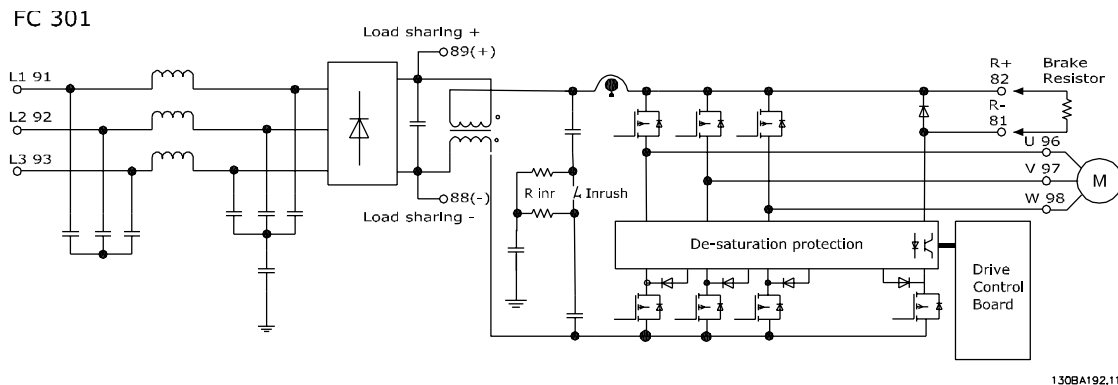 FC 301
Load sharing +
89(+)
L1 91
L2 92
L3 93
88(-)
Load sharing -
R inr
Inrush
R+
82
Brake
Resistor
R-
81
U 96
V 97
W 98
M
De-saturation protection
Drive
Control
Board
130BA192.11